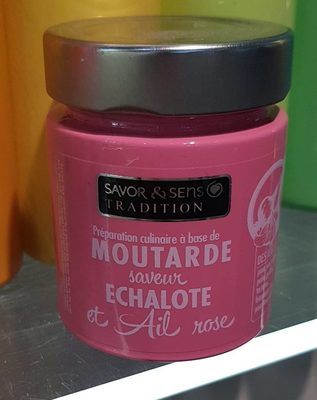 SAVOR & SENS
TRADITION
Préparation culinaire à base de
MOUTARDE
saveur
ECHALOTE
et Ail rose